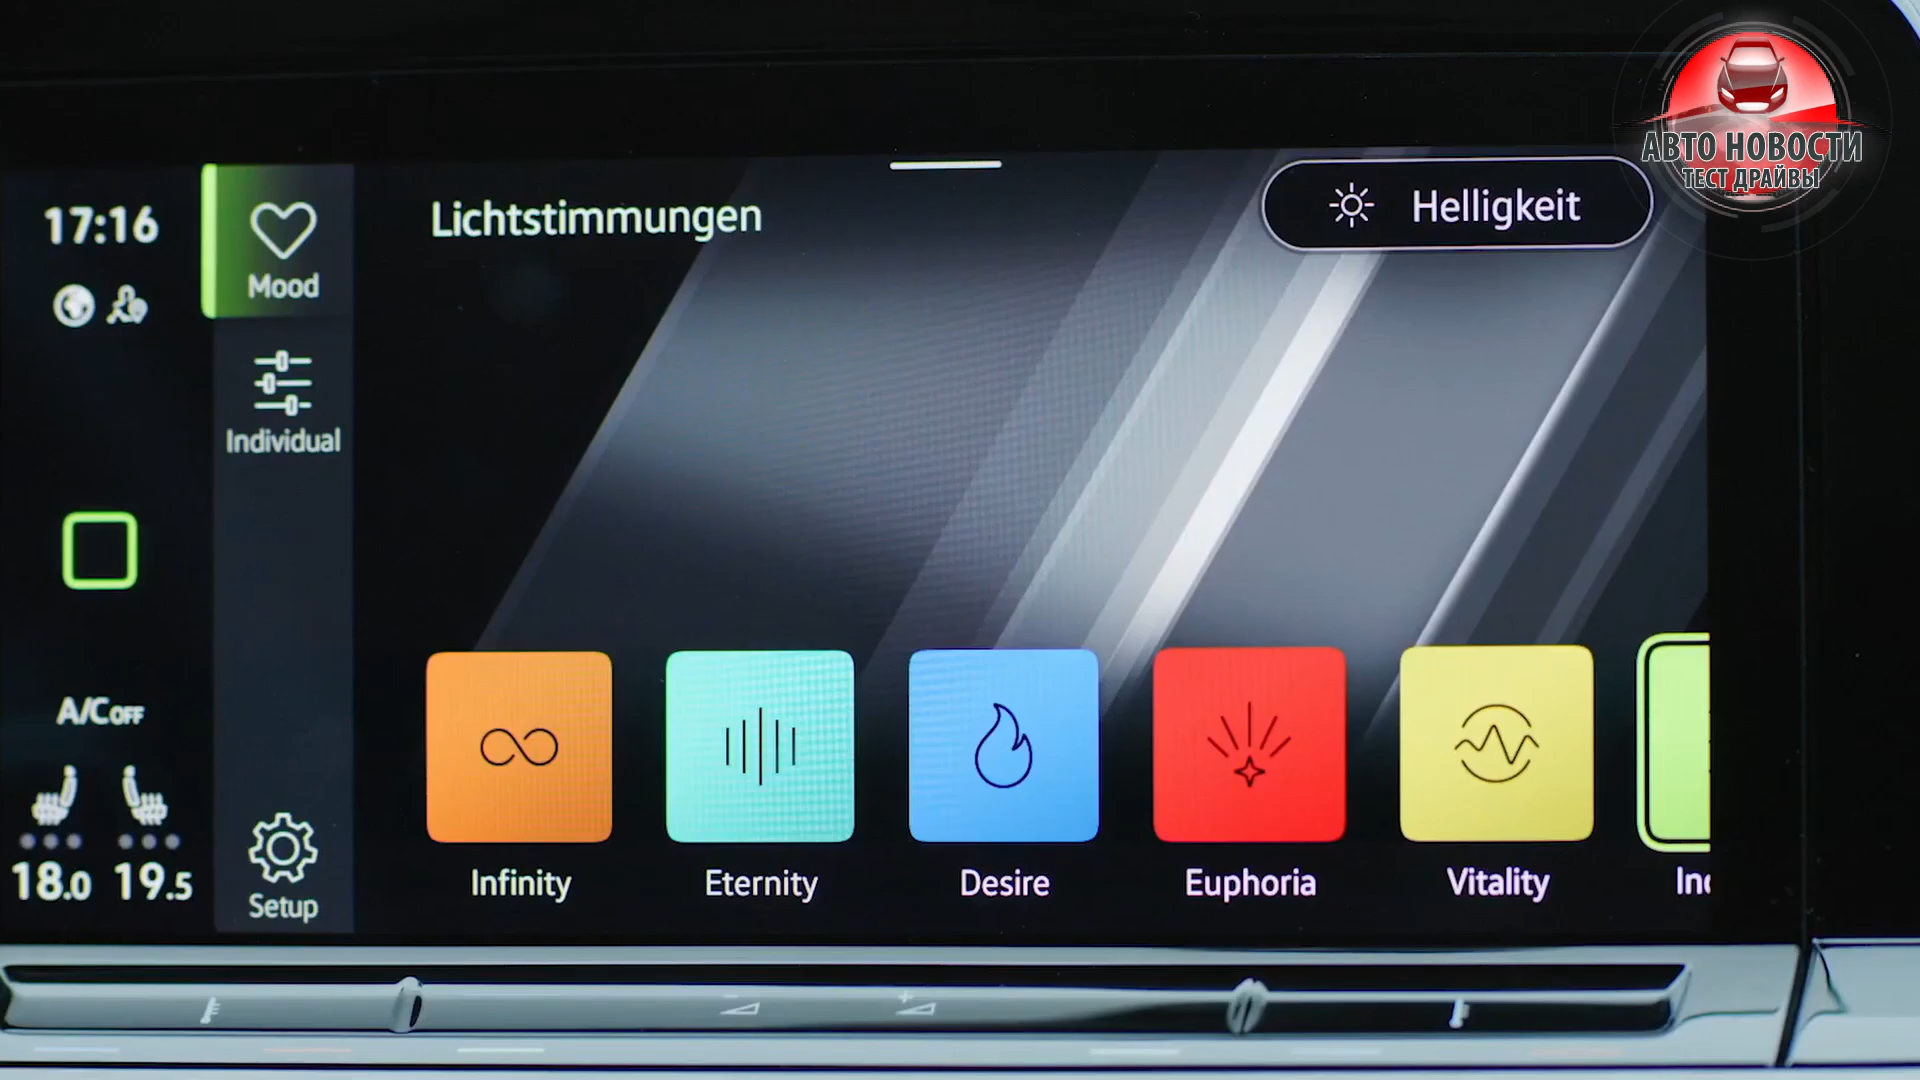 АВТО НОВОСТИ
ТЕСТ ДРАЙВЫ
17:16
Mood
Lichtstimmungen
Helligkeit
Individual
A/C OFF
18.0 19.5
Setup
Infinity
Eternity
Desire
Euphoria
Vitality